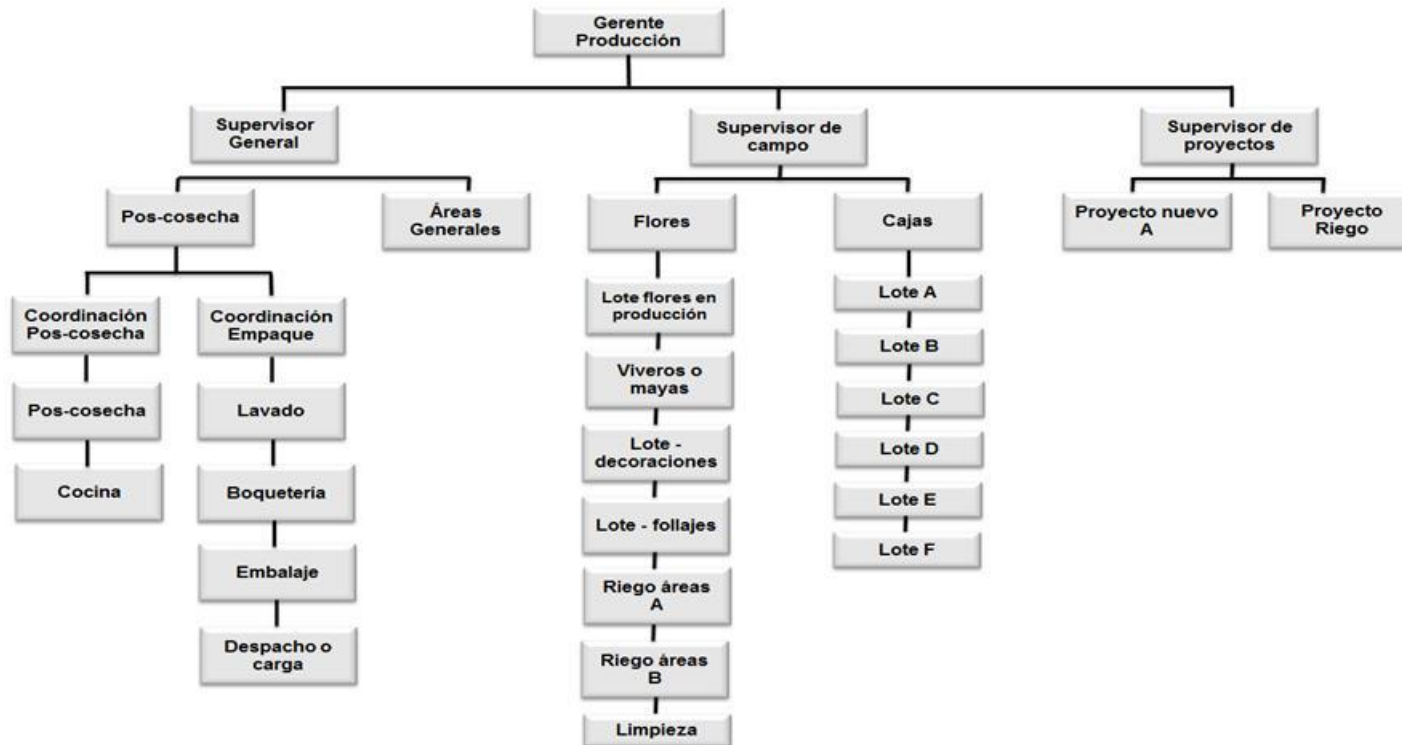 Gerente
Producción
Supervisor
General
Supervisor de
campo
Supervisor de
proyectos
Pos-cosecha
Áreas
Generales
Flores
Cajas
Proyecto nuevo
A
Proyecto
Riego
Coordinación
Pos-cosecha
Coordinación
Empaque
Pos-cosecha
Lavado
Cocina
Boquetería
Embalaje
Despacho o
carga
Lote flores en
producción
Viveros o
mayas
Lote -
decoraciones
Lote - follajes
Riego áreas
A
Riego áreas
B
Limpieza
Lote A
Lote B
Lote C
Lote D
Lote E
Lote F